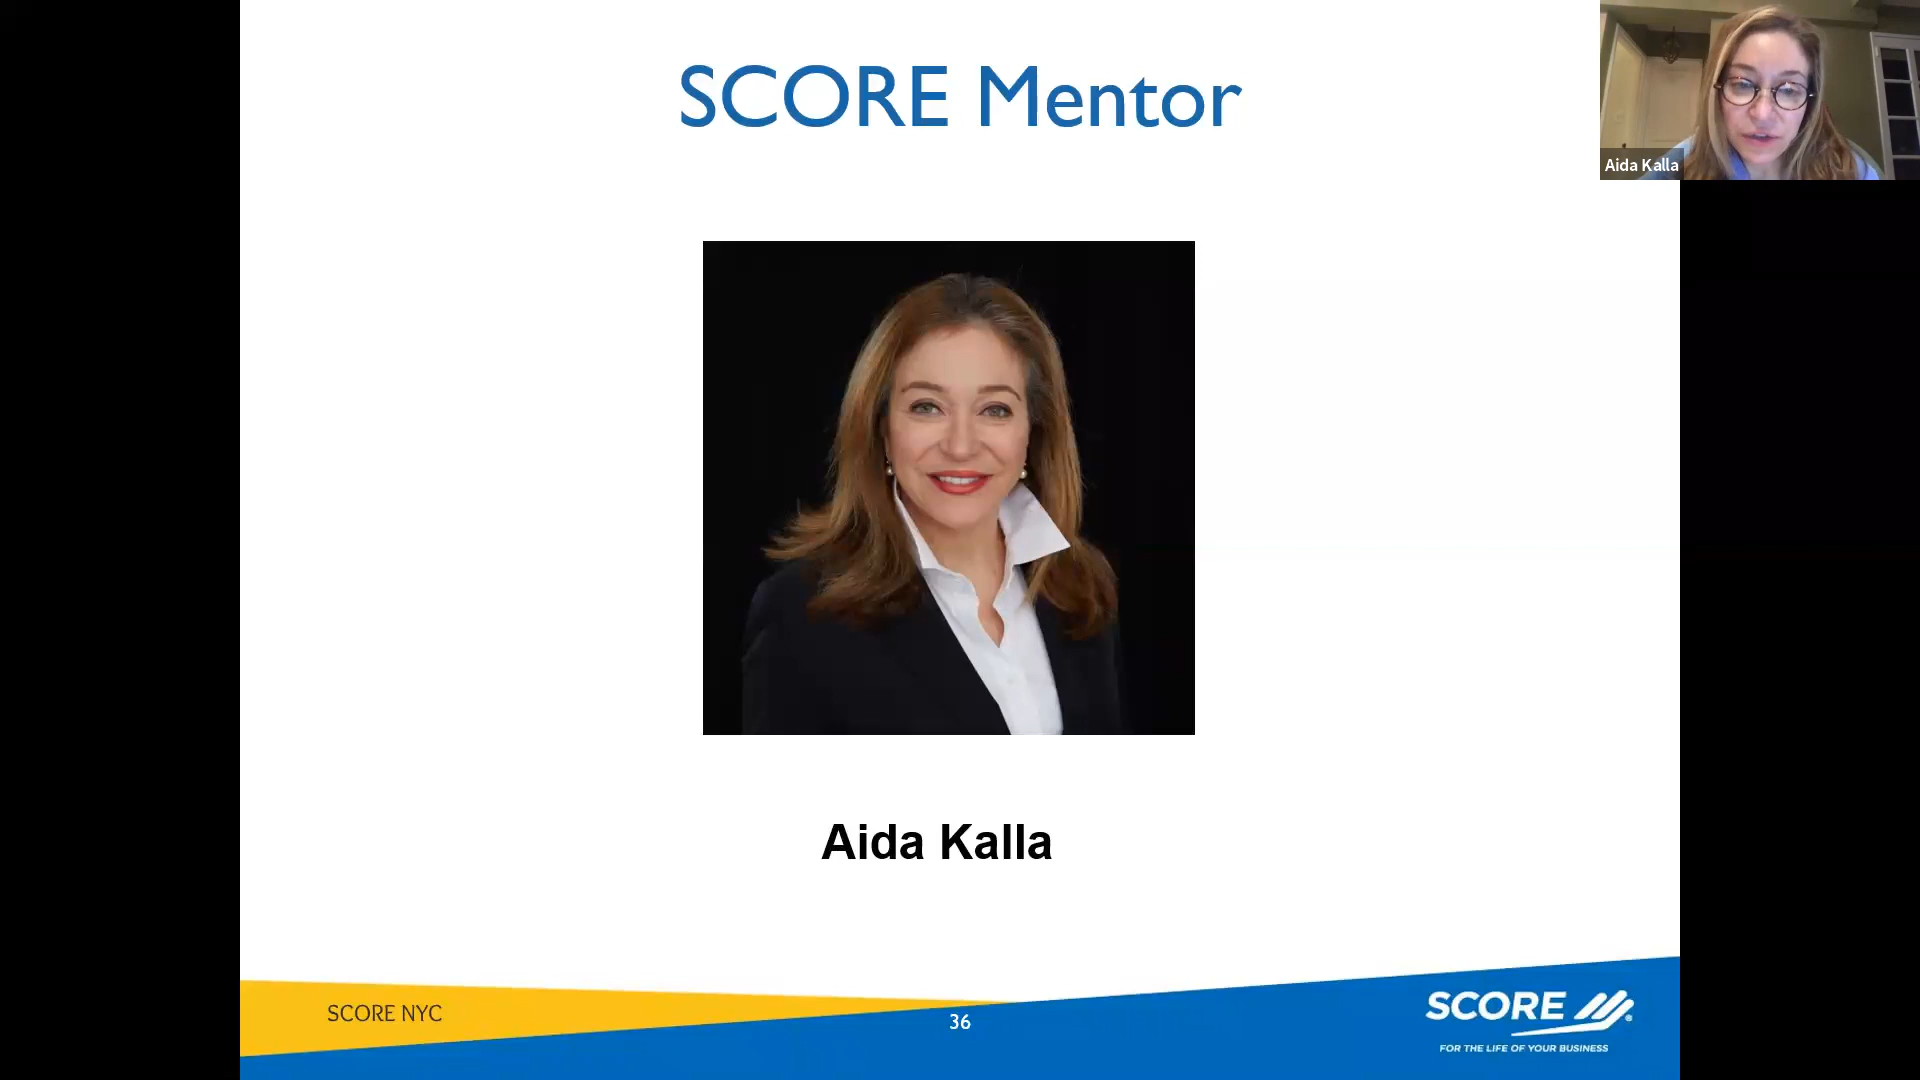 SCORE Mentor
Aida Kalla
Aida Kalla
SCORE NYC
36
SCORE
FOR THE LIFE OF YOUR BUSINESS